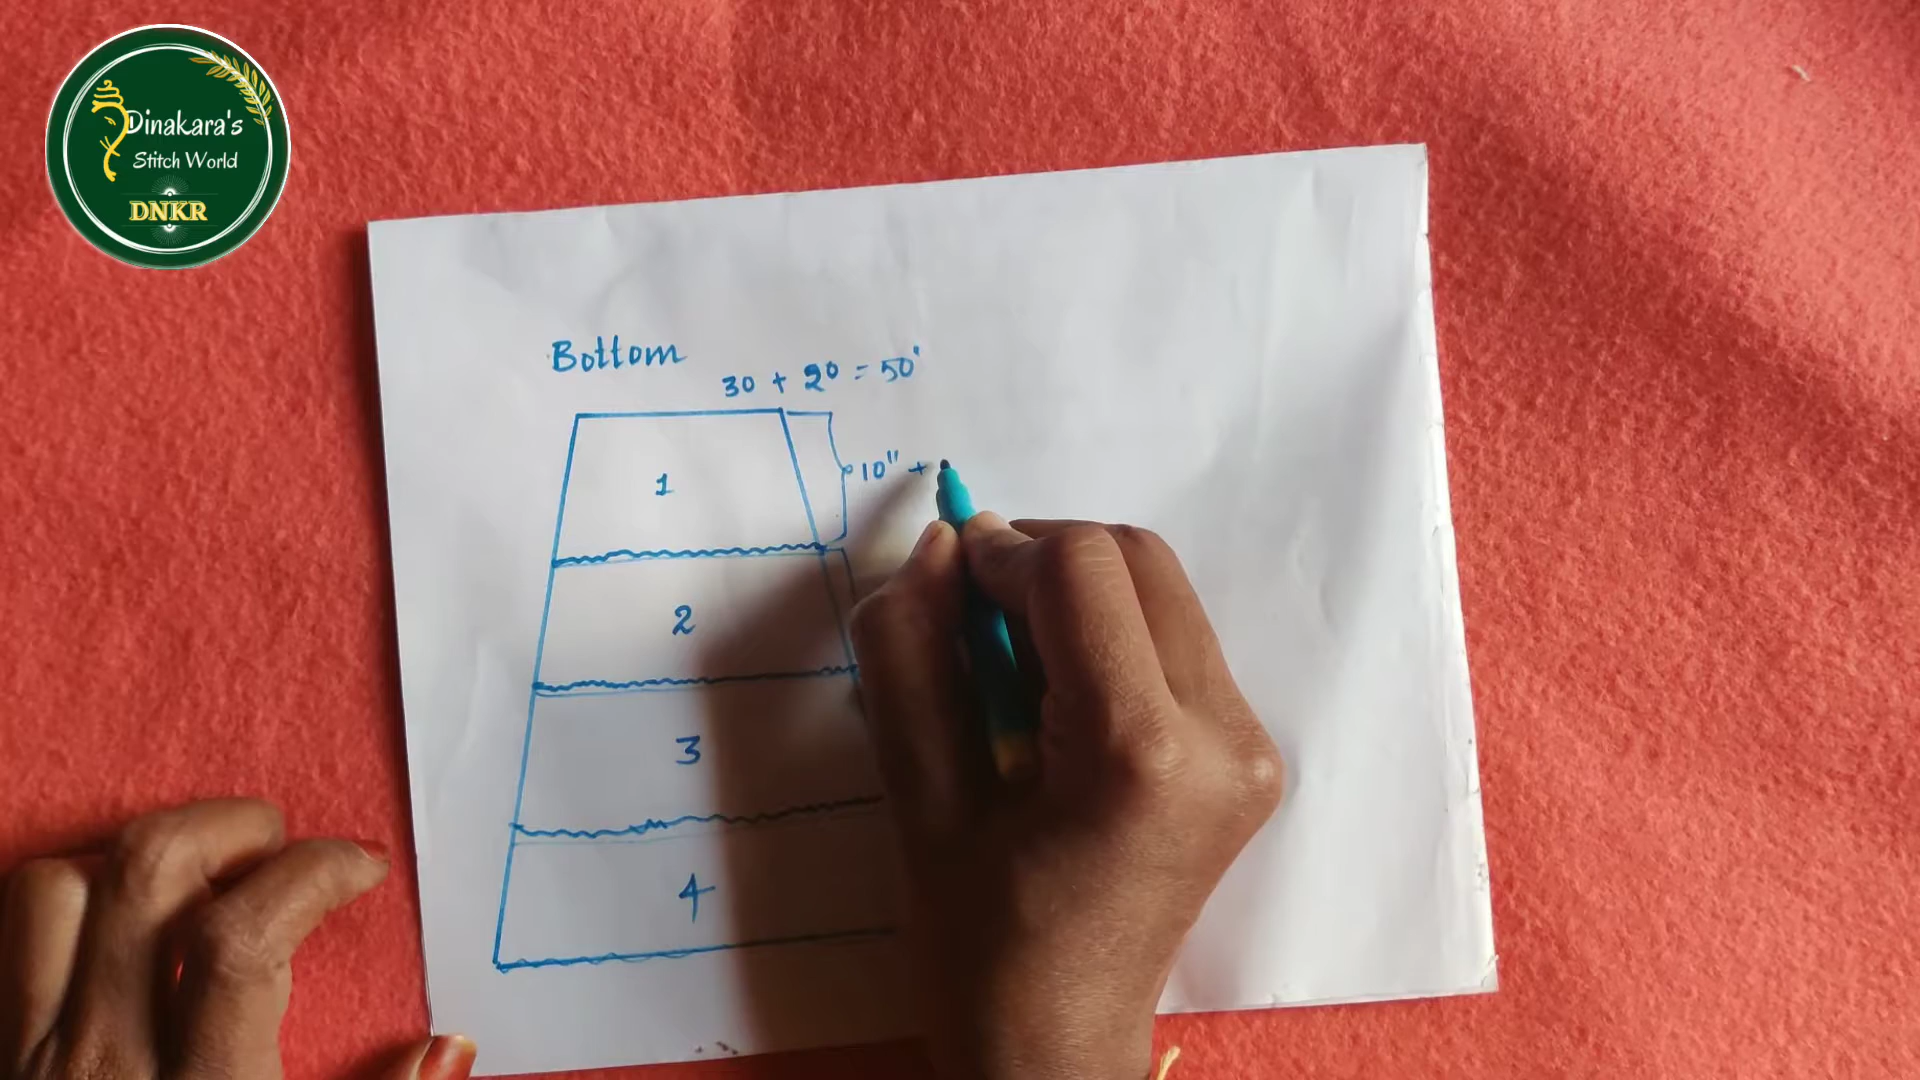 Dinakara's
Stitch World
DNKR
Bottom
30 + 20 = 50'
1
10" +
2
3
4